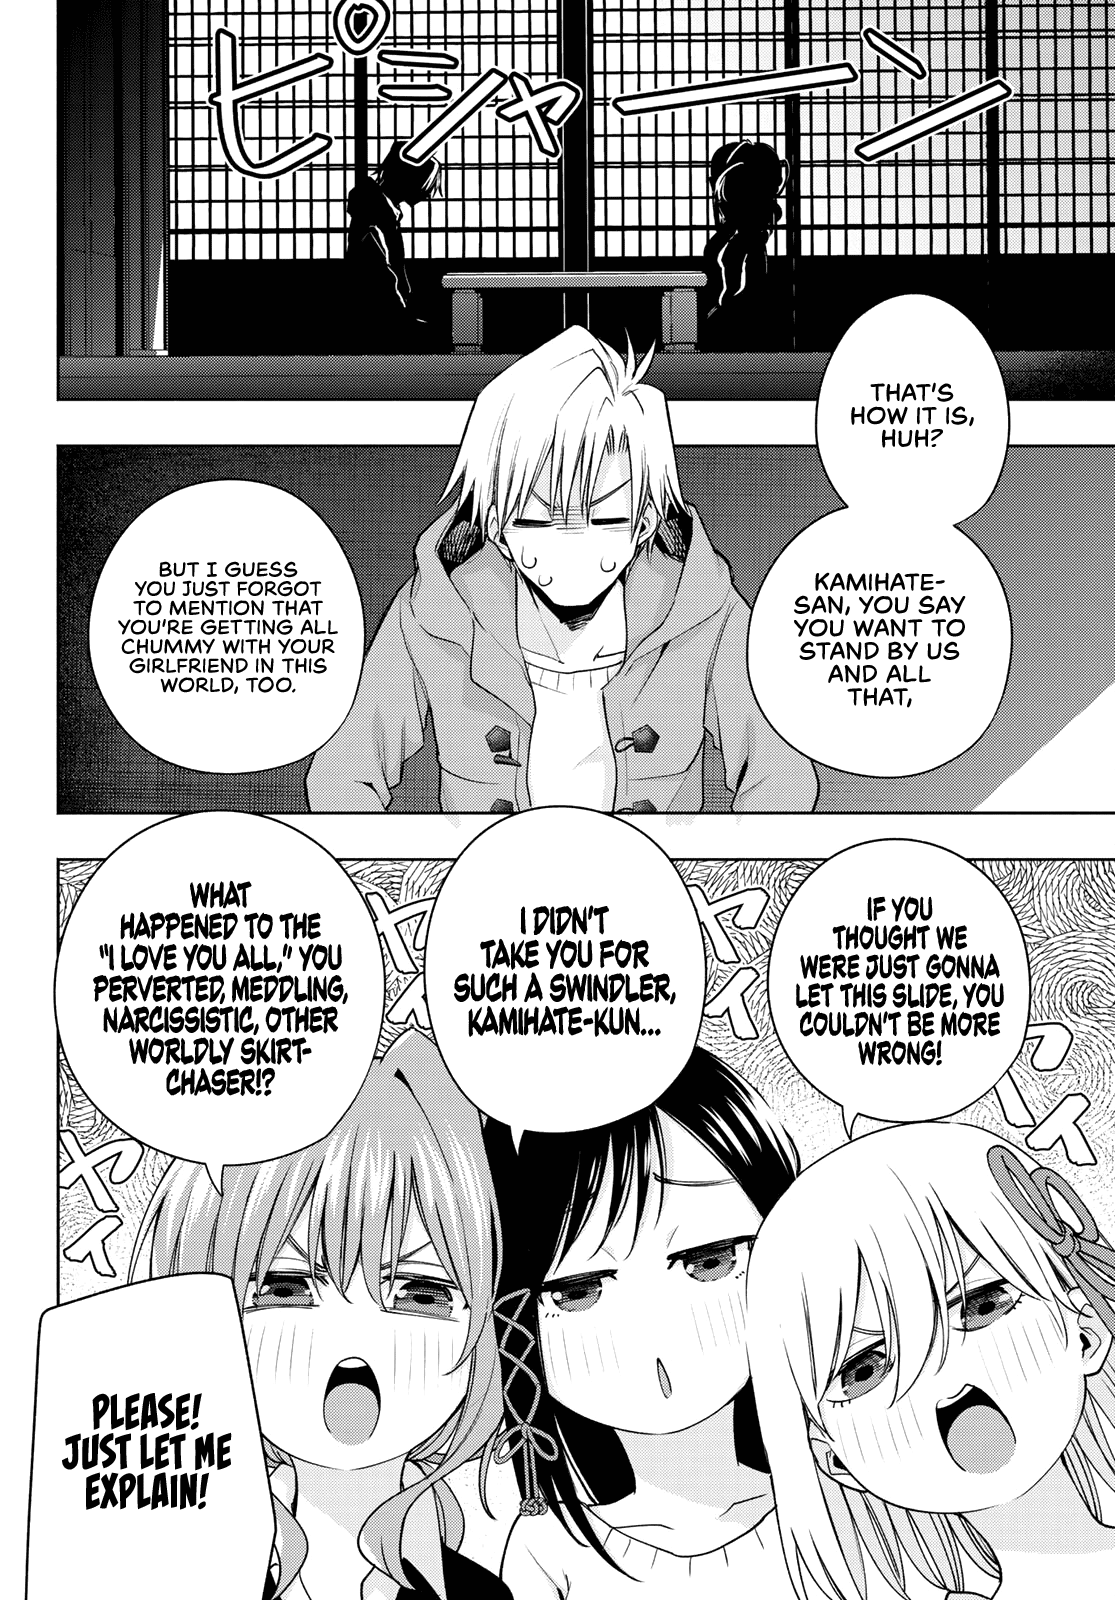 ピシャーン
THAT'S
HOW IT IS,
HUH?
KAMIHATE-
SAN, YOU SAY
YOU WANT TO
STAND BY US
AND ALL
THAT,
BUT I GUESS
YOU JUST FORGOT
TO MENTION THAT
YOU'RE GETTING ALL
CHUMMY WITH YOUR
GIRLFRIEND IN THIS
WORLD, TOO.
IF YOU
THOUGHT WE
WERE JUST GONNA
LET THIS SLIDE, YOU
COULDN'T BE MORE
WRONG!
I DIDN'T
TAKE YOU FOR
SUCH A SWINDLER,
KAMIHATE-KUN...
WHAT
HAPPENED TO THE
"I LOVE YOU ALL," YOU
PERVERTED, MEDDLING,
NARCISSISTIC, OTHER
WORLDLY SKIRT-
CHASER!?
PLEASE!
JUST LET ME
EXPLAIN!